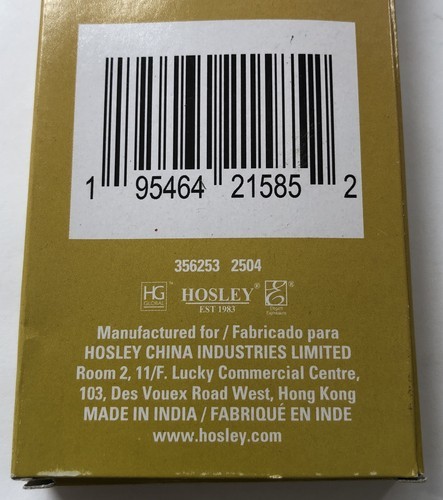 1 95464 21585 2
356253 2504
HG GLOBAL
HOSLEY®
EST 1983
®
Manufactured for / Fabricado para
HOSLEY CHINA INDUSTRIES LIMITED
Room 2, 11/F. Lucky Commercial Centre,
103, Des Vouex Road West, Hong Kong
MADE IN INDIA / FABRIQUÉ EN INDE
www.hosley.com